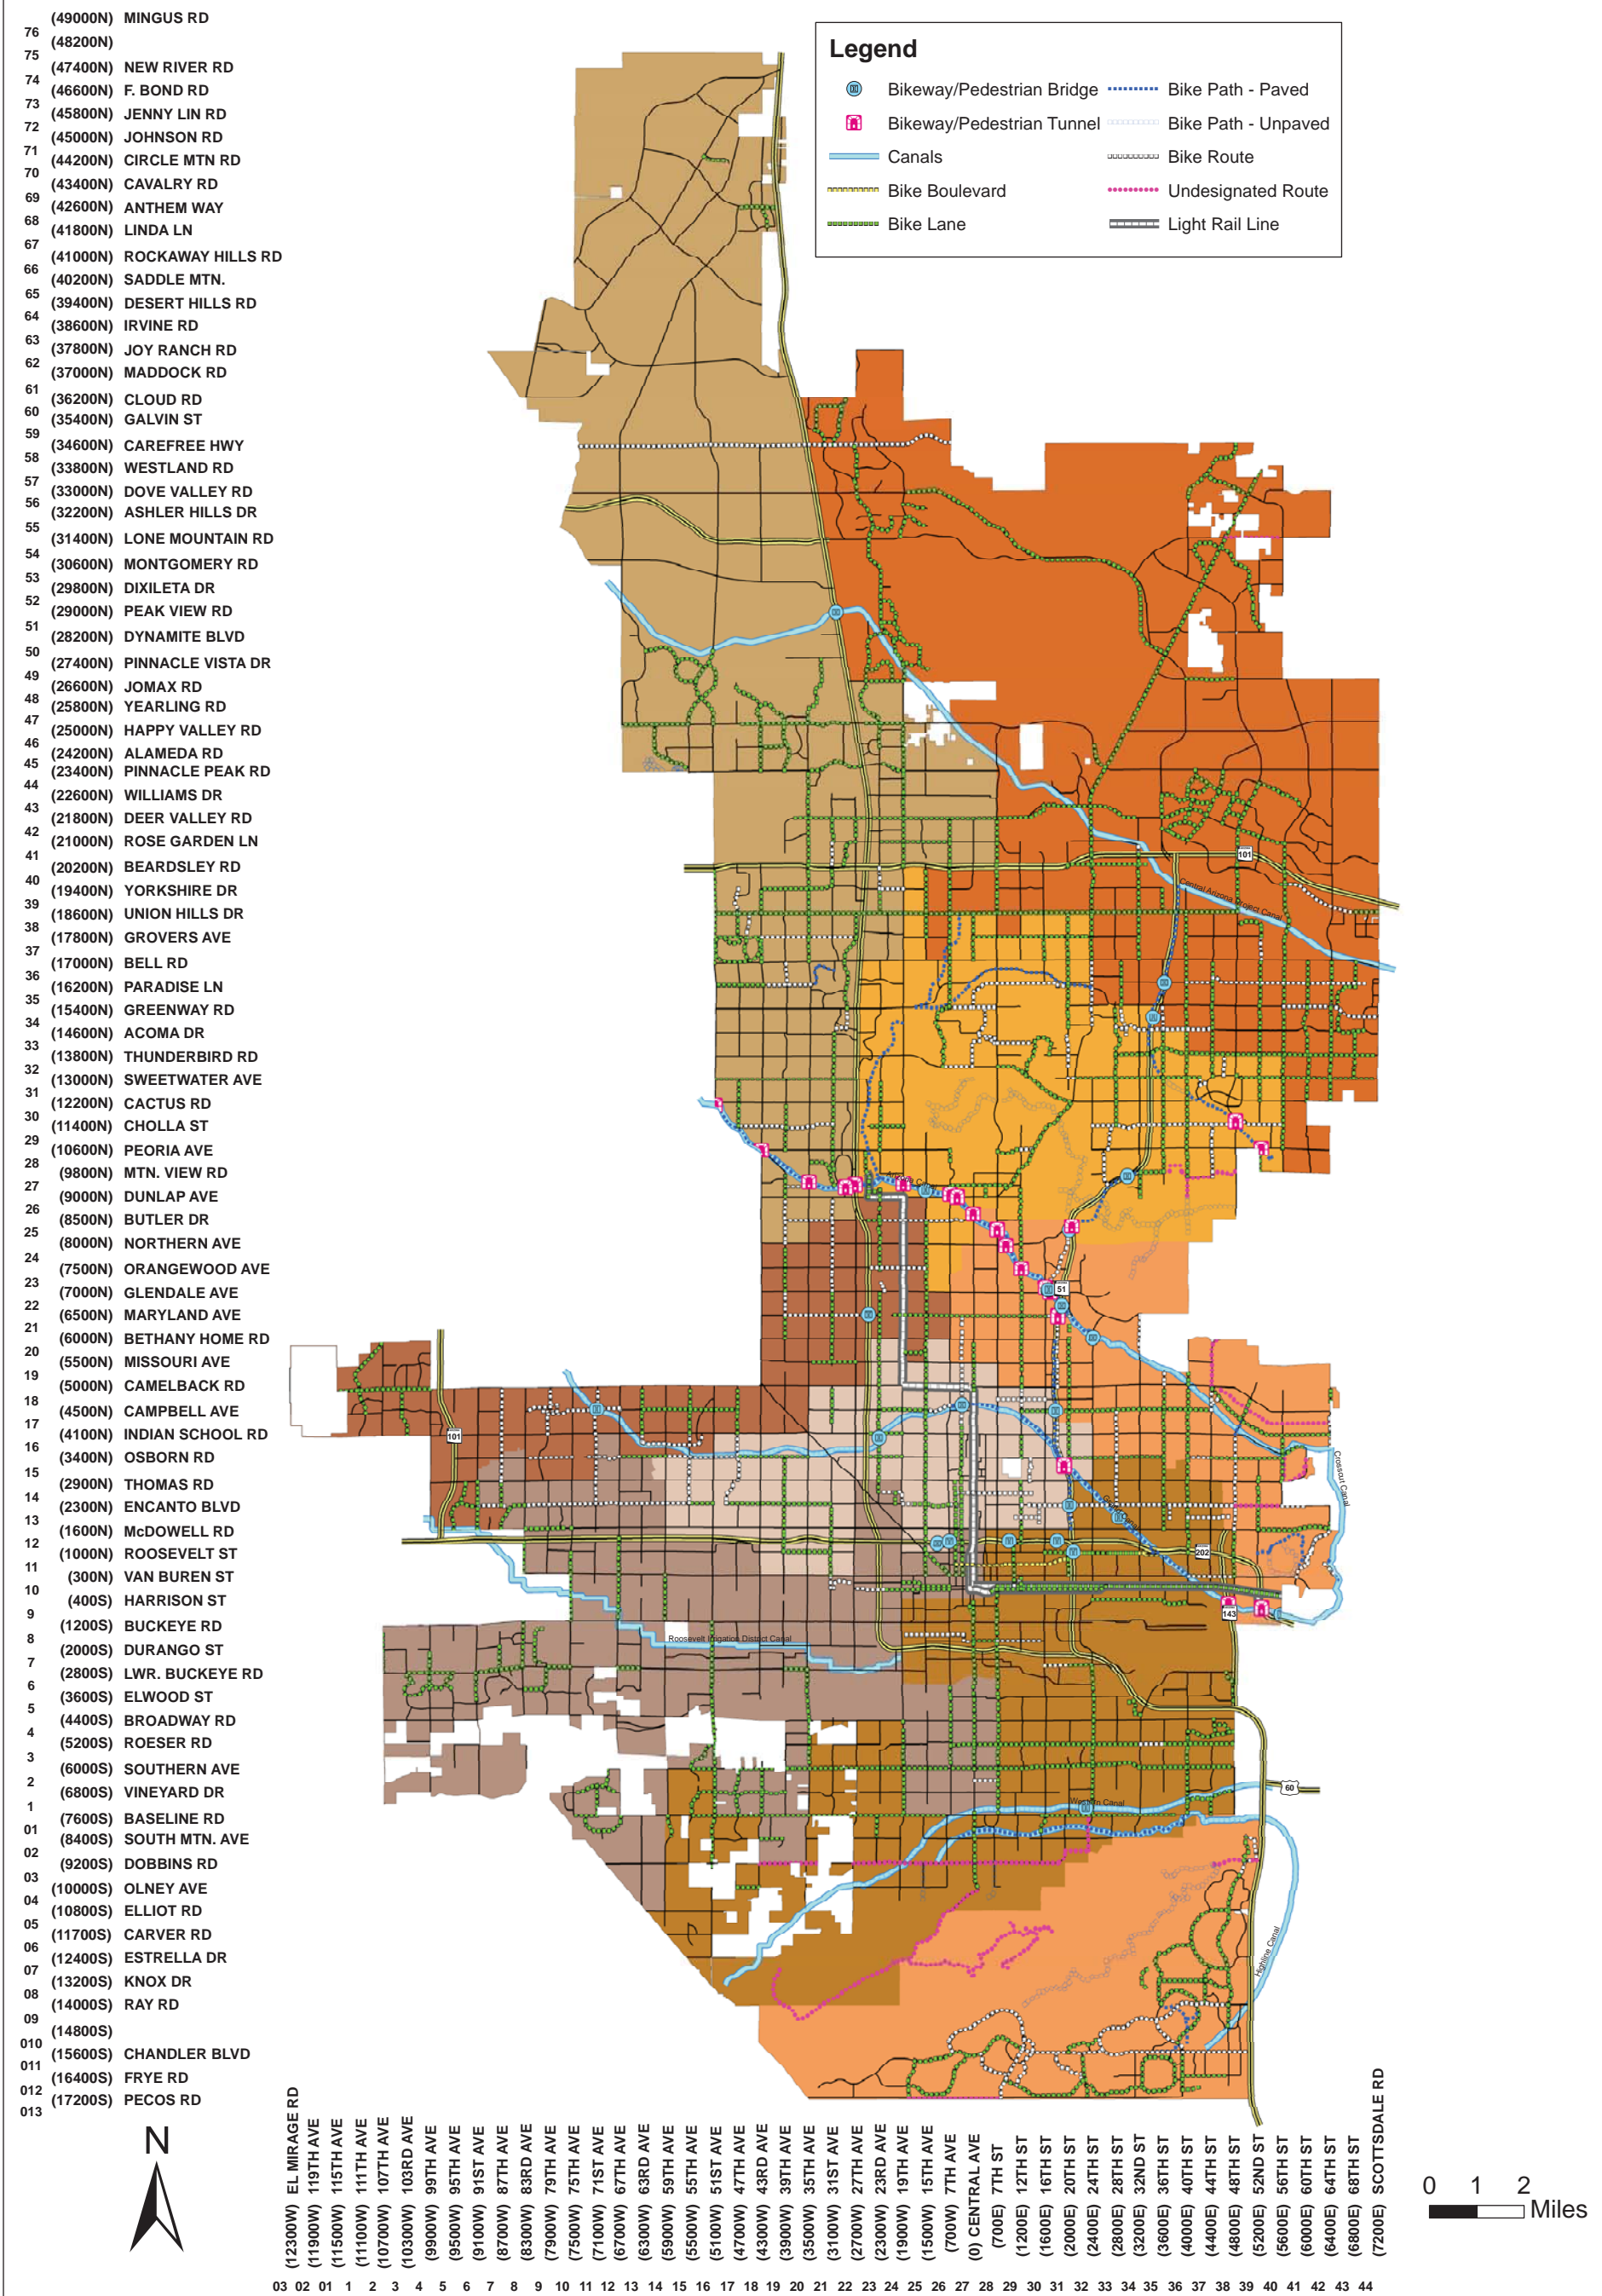 (49000N) MINGUS RD
76
(48200N)
75
(47400N) NEW RIVER RD
74
(46600N) F. BOND RD
73
(45800N) JENNY LIN RD
72
(45000N) JOHNSON RD
71
(44200N) CIRCLE MTN RD
70
(43400N) CAVALRY RD
69
(42600N) ANTHEM WAY
68
(41800N) LINDA LN
67
(41000N) ROCKAWAY HILLS RD
66
(40200N) SADDLE MTN.
65
(39400N) DESERT HILLS RD
64
(38600N) IRVINE RD
63
(37800N) JOY RANCH RD
62
(37000N) MADDOCK RD
61
(36200N) CLOUD RD
60
(35400N) GALVIN ST
59
(34600N) CAREFREE HWY
58
(33800N) WESTLAND RD
57
(33000N) DOVE VALLEY RD
56
(32200N) ASHLER HILLS DR
55
(31400N) LONE MOUNTAIN RD
54
(30600N) MONTGOMERY RD
53
(29800N) DIXILETA DR
52
(29000N) PEAK VIEW RD
51
(28200N) DYNAMITE BLVD
50
(27400N) PINNACLE VISTA DR
49
(26600N) JOMAX RD
48
(25800N) YEARLING RD
47
(25000N) HAPPY VALLEY RD
46
(24200N) ALAMEDA RD
45
(23400N) PINNACLE PEAK RD
44
(22600N) WILLIAMS DR
43
(21800N) DEER VALLEY RD
42
(21000N) ROSE GARDEN LN
41
(20200N) BEARDSLEY RD
40
(19400N) YORKSHIRE DR
39
(18600N) UNION HILLS DR
38
(17800N) GROVERS AVE
37
(17000N) BELL RD
36
(16200N) PARADISE LN
35
(15400N) GREENWAY RD
34
(14600N) ACOMA DR
33
(13800N) THUNDERBIRD RD
32
(13000N) SWEETWATER AVE
31
(12200N) CACTUS RD
30
(11400N) CHOLLA ST
29
(10600N) PEORIA AVE
28
(9800N) MTN. VIEW RD
27
(9000N) DUNLAP AVE
26
(8500N) BUTLER DR
25
(8000N) NORTHERN AVE
24
(7500N) ORANGEWOOD AVE
23
(7000N) GLENDALE AVE
22
(6500N) MARYLAND AVE
21
(6000N) BETHANY HOME RD
20
(5500N) MISSOURI AVE
19
(5000N) CAMELBACK RD
18
(4500N) CAMPBELL AVE
17
(4100N) INDIAN SCHOOL RD
16
(3400N) OSBORN RD
15
(2900N) THOMAS RD
14
(2300N) ENCANTO BLVD
13
(1600N) McDOWELL RD
12
(1000N) ROOSEVELT ST
11
(300N) VAN BUREN ST
10
(400S) HARRISON ST
9
(1200S) BUCKEYE RD
8
(2000S) DURANGO ST
7
(2800S) LWR. BUCKEYE RD
6
(3600S) ELWOOD ST
5
(4400S) BROADWAY RD
4
(5200S) ROESER RD
3
(6000S) SOUTHERN AVE
2
(6800S) VINEYARD DR
1
(7600S) BASELINE RD
01
(8400S) SOUTH MTN. AVE
02
(9200S) DOBBINS RD
03
(10000S) OLNEY AVE
04
(10800S) ELLIOT RD
05
(11700S) CARVER RD
06
(12400S) ESTRELLA DR
07
(13200S) KNOX DR
08
(14000S) RAY RD
09
(14800S)
010
(15600S) CHANDLER BLVD
011
(16400S) FRYE RD
012
(17200S) PECOS RD
013
Legend
Bikeway/Pedestrian Bridge
Bikeway/Pedestrian Tunnel
Canals
Bike Boulevard
Bike Lane
Bike Path - Paved
Bike Path - Unpaved
Bike Route
Undesignated Route
Light Rail Line
101
Central Arizona Project Canal
51
101
Crosscut Canal
202
143
Roosevelt Irrigation District Canal
60
Western Canal
Highline Canal
N
(12300W) EL MIRAGE RD
(11900W) 119TH AVE
(11500W) 115TH AVE
(11100W) 111TH AVE
(10700W) 107TH AVE
(10300W) 103RD AVE
(9900W) 99TH AVE
(9500W) 95TH AVE
(9100W) 91ST AVE
(8700W) 87TH AVE
(8300W) 83RD AVE
(7900W) 79TH AVE
(7500W) 75TH AVE
(7100W) 71ST AVE
(6700W) 67TH AVE
(6300W) 63RD AVE
(5900W) 59TH AVE
(5500W) 55TH AVE
(5100W) 51ST AVE
(4700W) 47TH AVE
(4300W) 43RD AVE
(3900W) 39TH AVE
(3500W) 35TH AVE
(3100W) 31ST AVE
(2700W) 27TH AVE
(2300W) 23RD AVE
(1900W) 19TH AVE
(1500W) 15TH AVE
(700W) 7TH AVE
(0) CENTRAL AVE
(700E) 7TH ST
(1200E) 12TH ST
(1600E) 16TH ST
(2000E) 20TH ST
(2400E) 24TH ST
(2800E) 28TH ST
(3200E) 32ND ST
(3600E) 36TH ST
(4000E) 40TH ST
(4400E) 44TH ST
(4800E) 48TH ST
(5200E) 52ND ST
(5600E) 56TH ST
(6000E) 60TH ST
(6400E) 64TH ST
(6800E) 68TH ST
(7200E) SCOTTSDALE RD
03 02 01 1 2 3 4 5 6 7 8 9 10 11 12 13 14 15 16 17 18 19 20 21 22 23 24 25 26 27 28 29 30 31 32 33 34 35 36 37 38 39 40 41 42 43 44
0 1 2
Miles